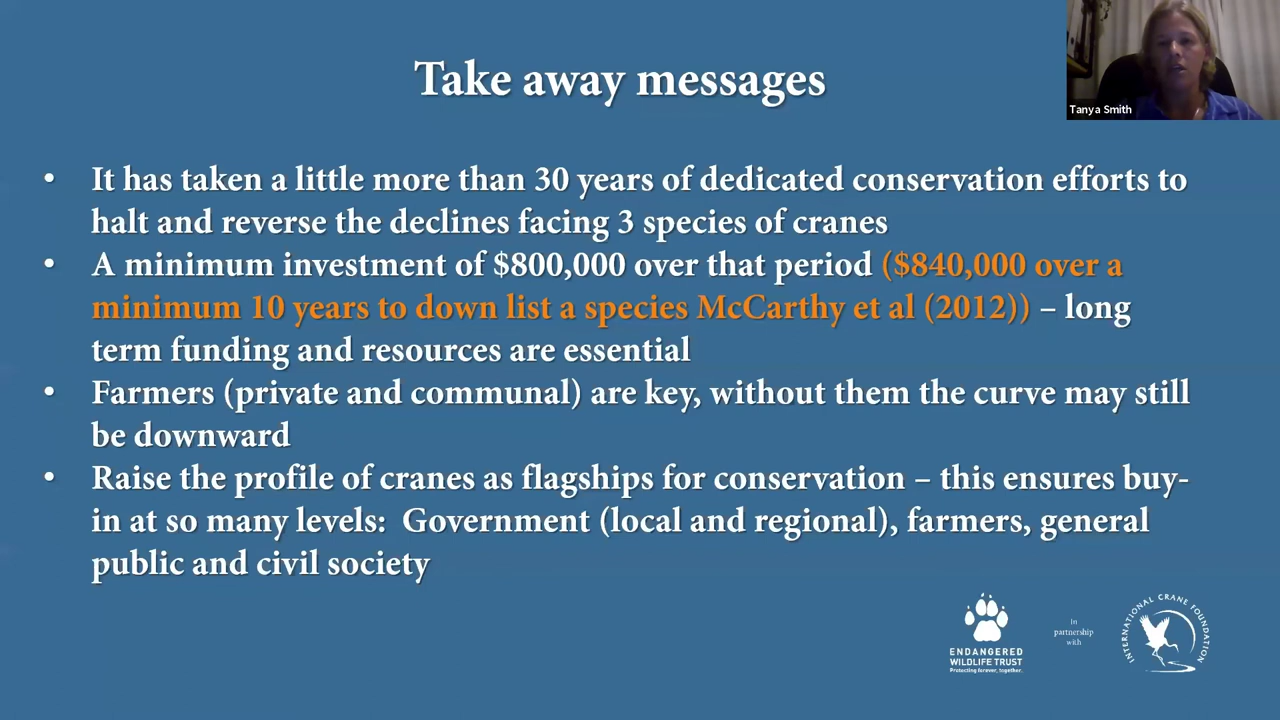 Take away messages
Tanya Smith
• It has taken a little more than 30 years of dedicated conservation efforts to
halt and reverse the declines facing 3 species of cranes
• A minimum investment of $800,000 over that period ($840,000 over a
minimum 10 years to down list a species McCarthy et al (2012)) – long
term funding and resources are essential
• Farmers (private and communal) are key, without them the curve may still
be downward
• Raise the profile of cranes as flagships for conservation – this ensures buy-
in at so many levels:  Government (local and regional), farmers, general
public and civil society
ENDANGERED
WILDLIFE TRUST
Protecting forever, together.
in
partnership
with
INTERNATIONAL CRANE FOUNDATION